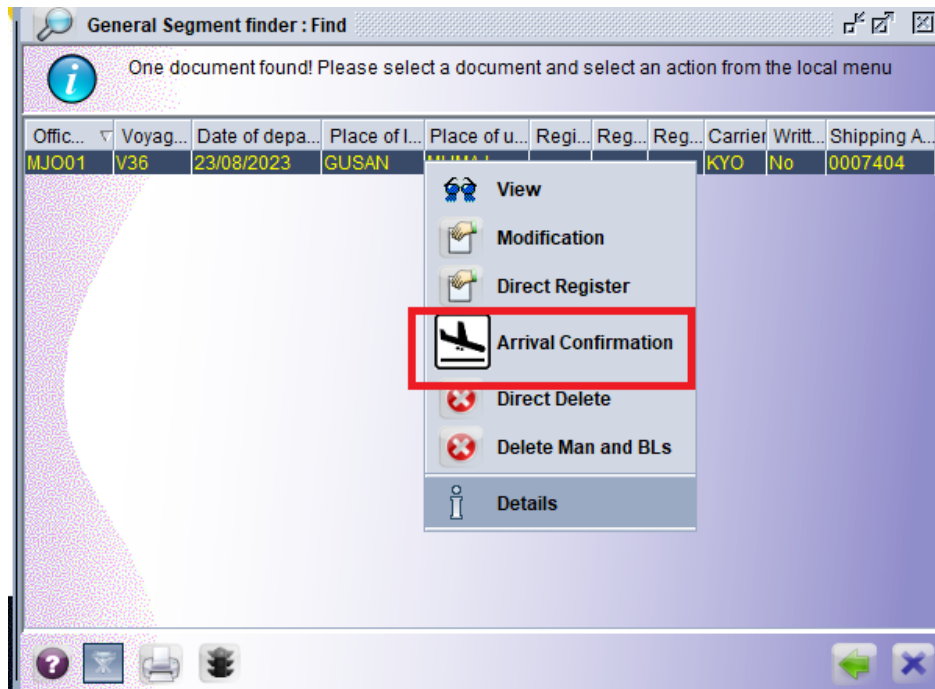 General Segment finder : Find
One document found! Please select a document and select an action from the local menu
Offic... Voyag... Date of depa... Place of l... Place of u... Regi... Reg... Reg... Carrier Writt... Shipping A...
MJO01 V36 23/08/2023 GUSAN KYO No 0007404
View
Modification
Direct Register
Arrival Confirmation
Direct Delete
Delete Man and BLs
Details